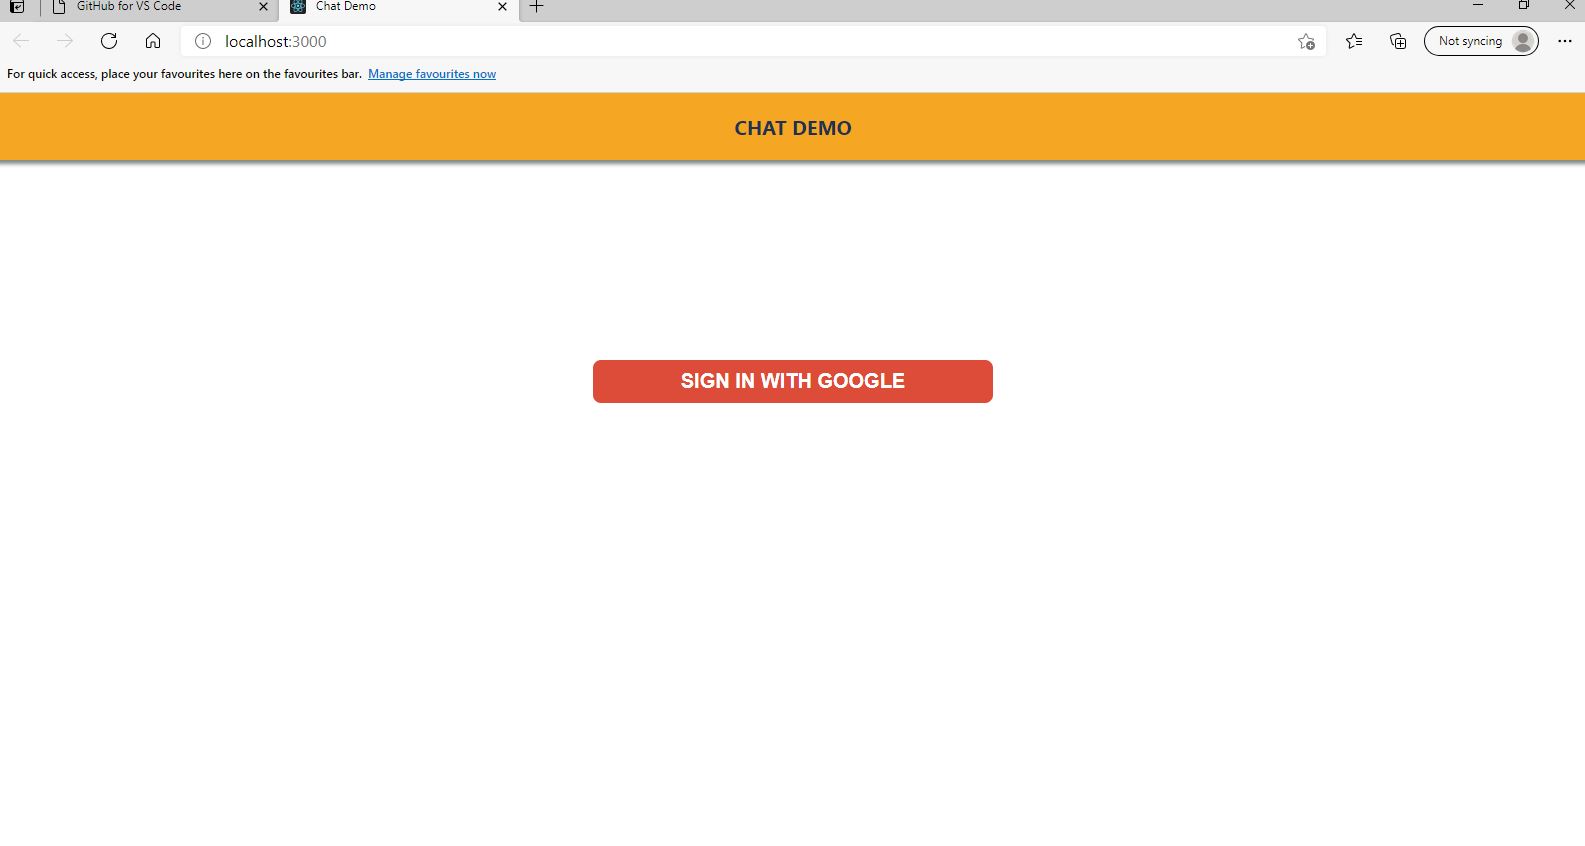 GitHub for VS Code
Chat Demo
localhost:3000
Not syncing
For quick access, place your favourites here on the favourites bar. Manage favourites now
CHAT DEMO
SIGN IN WITH GOOGLE